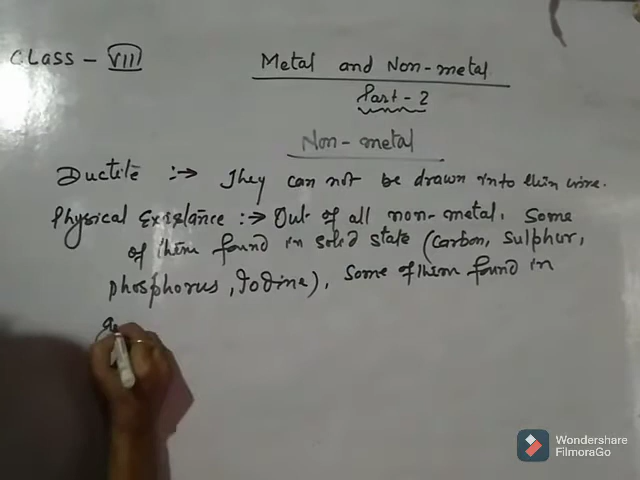 Class - VIII
Metal and Non-metal
Part - 2
Non-metal
Ductile :→ They can not be drawn into thin wire.
Physical Existance :→ Out of all non-metal. Some
of them found in solid state (Carbon, Sulphur,
phosphorus, Iodine), Some of them found in
Wondershare
FilmoraGo